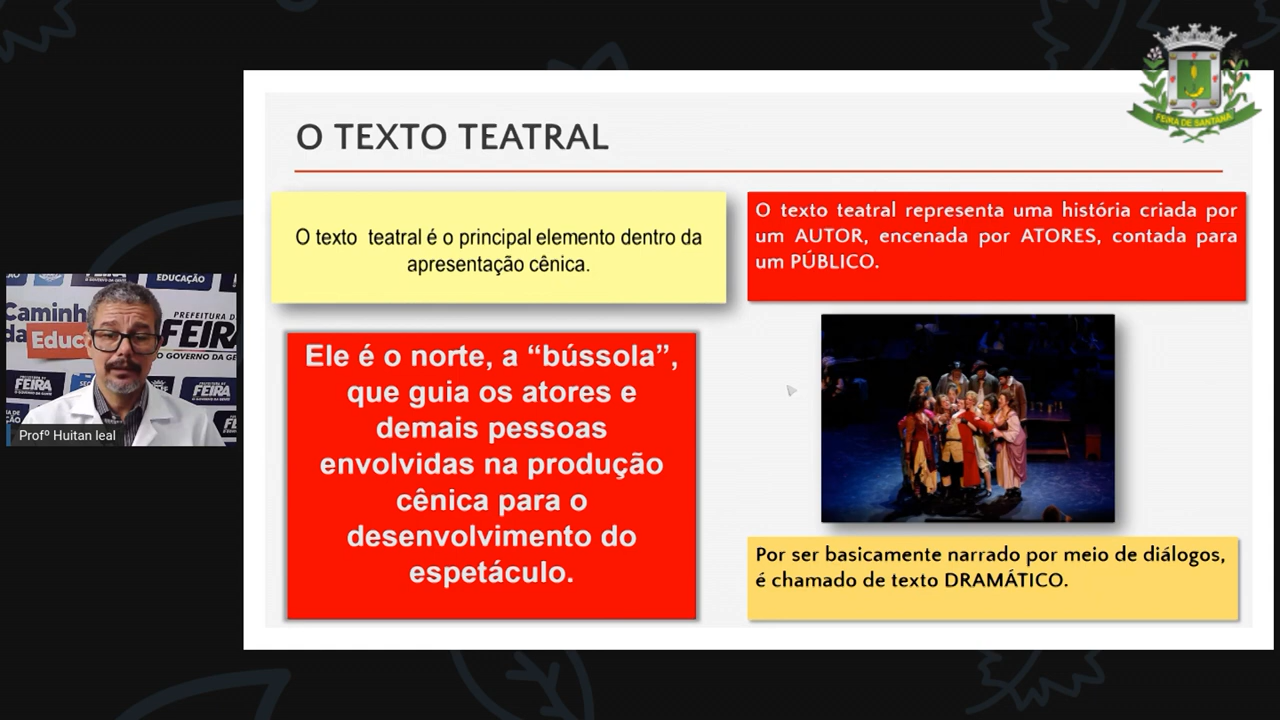 FEIRA DE SANTANA
O TEXTO TEATRAL
O texto teatral é o principal elemento dentro da
apresentação cênica.
O texto teatral representa uma história criada por
um AUTOR, encenada por ATORES, contada para
um PÚBLICO.
Ele é o norte, a “bússola”,
que guia os atores e
demais pessoas
envolvidas na produção
cênica para o
desenvolvimento do
espetáculo.
Por ser basicamente narrado por meio de diálogos,
é chamado de texto DRAMÁTICO.
EDUCAÇÃO
Caminh
da Educ
PREFEITURA D
FEIRA
O GOVERNO DA GE
FEIRA
FEIRA
Profº Huitan leal